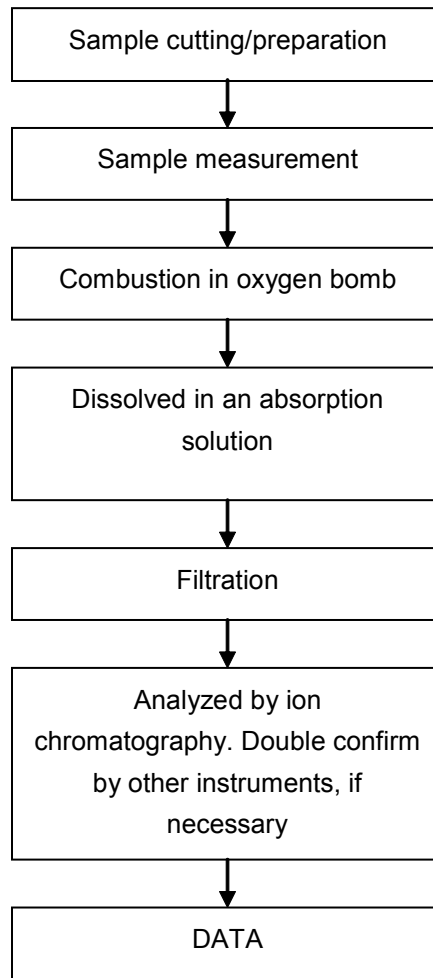 Sample cutting/preparation
Sample measurement
Combustion in oxygen bomb
Dissolved in an absorption
solution
Filtration
Analyzed by ion
chromatography. Double confirm
by other instruments, if
necessary
DATA